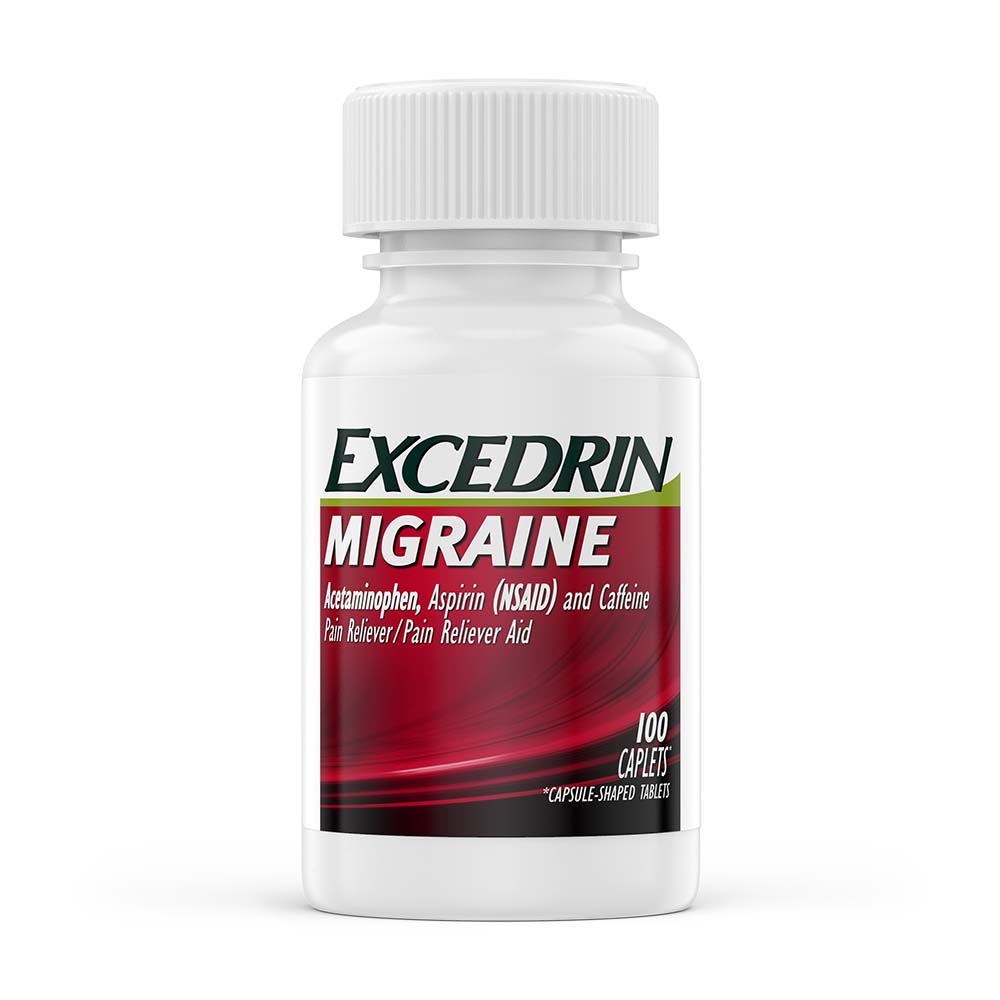 EXCEDRIN
MIGRAINE
Acetaminophen, Aspirin (NSAID) and Caffeine
Pain Reliever/Pain Reliever Aid
100
CAPLETS*
*CAPSULE-SHAPED TABLETS